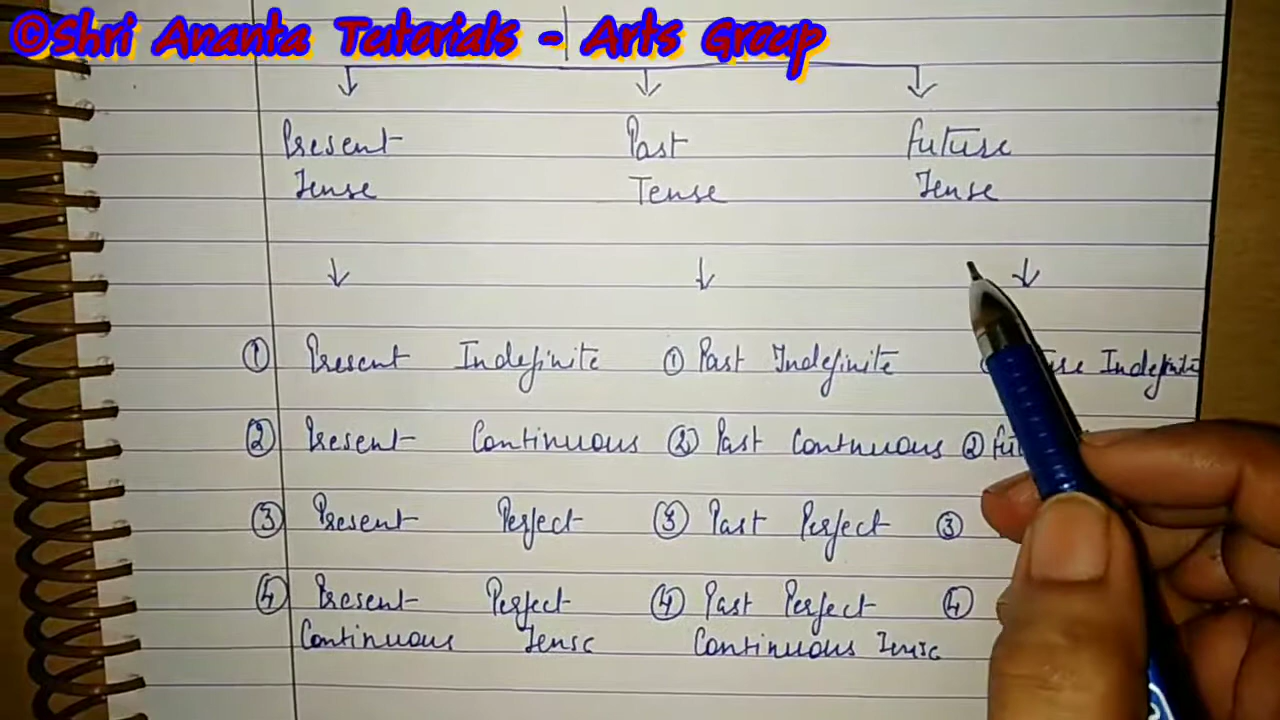 ©Shri Ananta Tutorials - Arts Group
Present Past Future
Tense Tense Tense
① Present Indefinite ① Past Indefinite Indefinite
② Present Continuous ② Past Continuous ②
③ Present Perfect ③ Past Perfect ③
④ Present Perfect ④ Past Perfect ④
Continuous Tense Continuous Tense